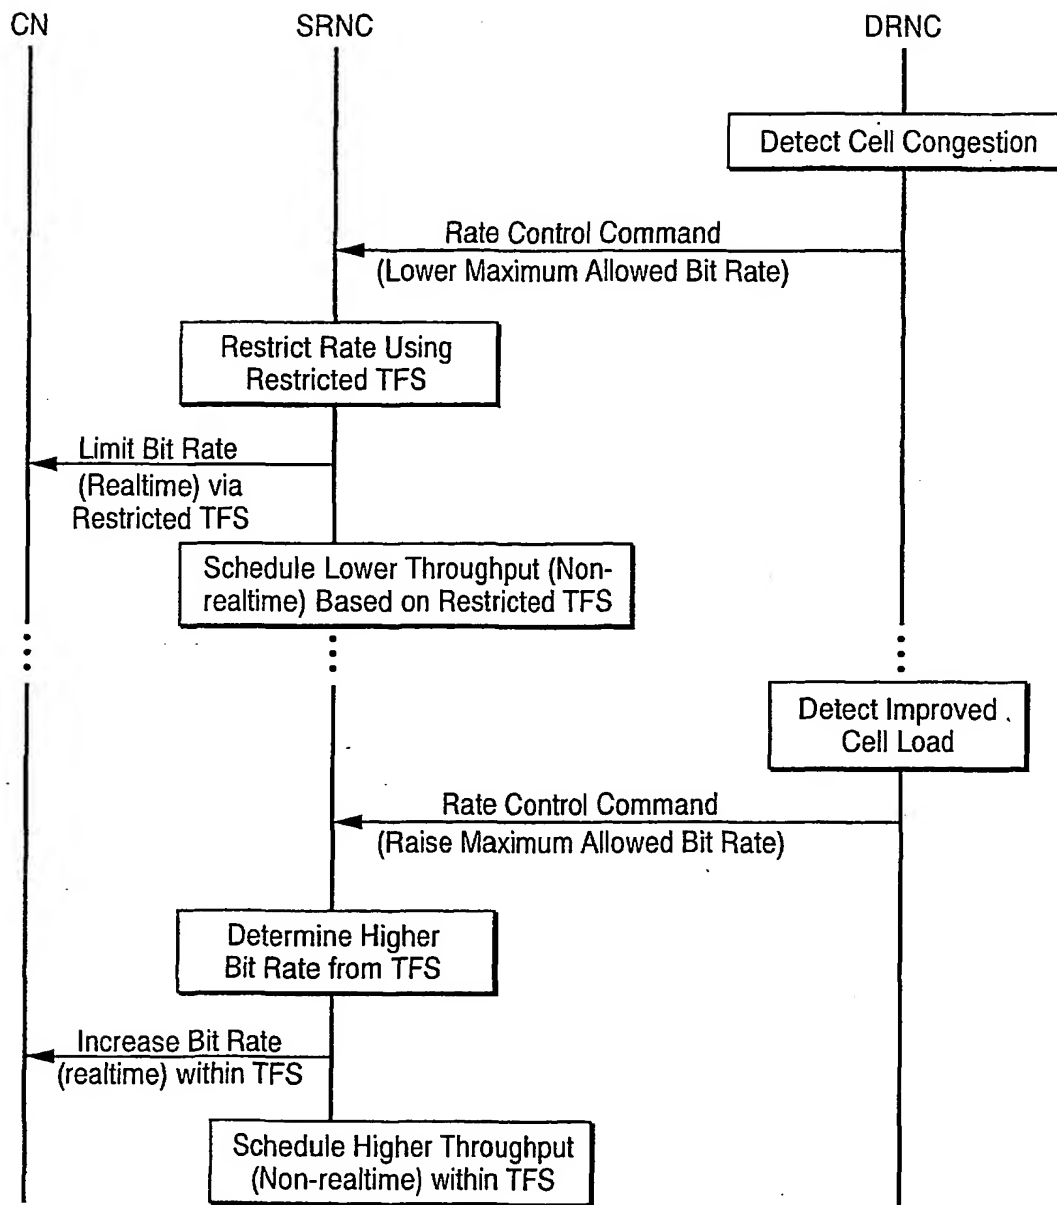 CN
SRNC
DRNC
Detect Cell Congestion
Rate Control Command
(Lower Maximum Allowed Bit Rate)
Restrict Rate Using
Restricted TFS
Limit Bit Rate
(Realtime) via
Restricted TFS
Schedule Lower Throughput (Non-
realtime) Based on Restricted TFS
Detect Improved
Cell Load
Rate Control Command
(Raise Maximum Allowed Bit Rate)
Determine Higher
Bit Rate from TFS
Increase Bit Rate
(realtime) within TFS
Schedule Higher Throughput
(Non-realtime) within TFS